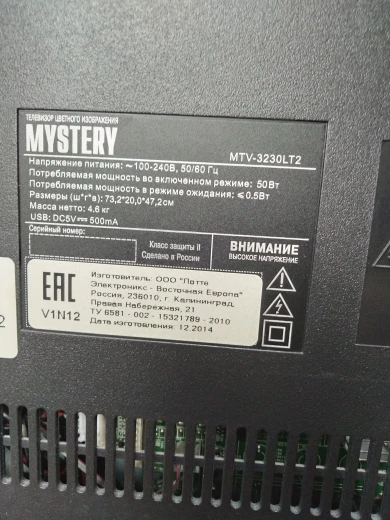 ТЕЛЕВИЗОР ЦВЕТНОГО ИЗОБРАЖЕНИЯ
MYSTERY
MTV-3230LT2
Напряжение питания: ~100-240В, 50/60 Гц
Потребляемая мощность во включенном режиме: 50Вт
Потребляемая мощность в режиме ожидания: ≤0.5Вт
Размеры (ш*г*в): 73,2*20,0*47,2см
Масса нетто: 4.6 кг
USB: DC5V⎓500mA
Серийный номер:
Класс защиты II
Сделано в России
ВНИМАНИЕ
ВЫСОКОЕ НАПРЯЖЕНИЕ
EAC
V1N12
Изготовитель: ООО "Лотте
Электроникс - Восточная Европа"
Россия, 236010, г. Калининград,
Правая Набережная, 21
ТУ 6581 - 002 - 15321789 - 2010
Дата изготовления: 12.2014
2